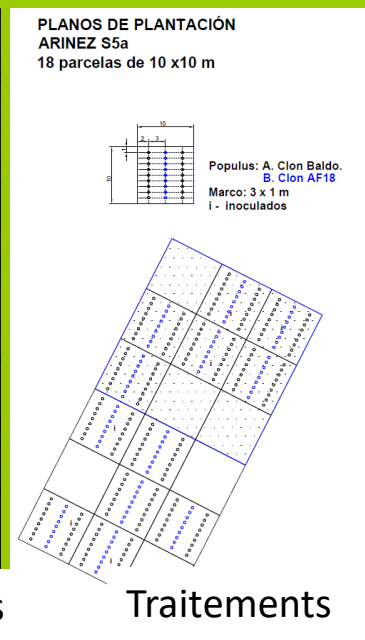 PLANOS DE PLANTACIÓN
ARINEZ S5a
18 parcelas de 10 x10 m
10
2 3
1
10
Populus: A. Clon Baldo.
B. Clon AF18
Marco: 3 x 1 m
i - inoculados
i
i
i
i
i
i
s Traitements